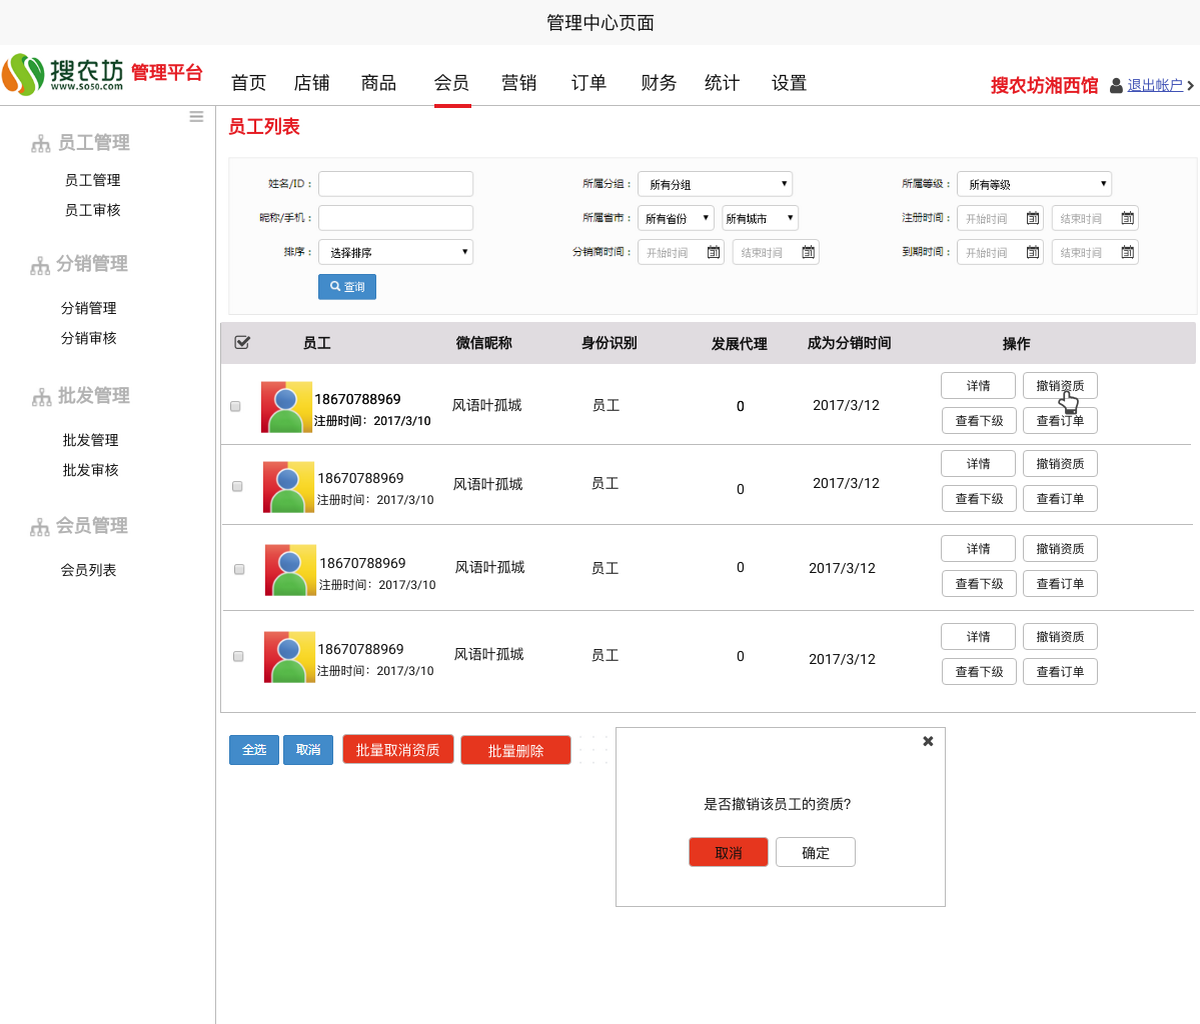 管理中心页面
搜农坊 管理平台
www.so50.com
首页 店铺 商品 会员 营销 订单 财务 统计 设置
搜农坊湘西馆 退出帐户
员工管理
员工管理
员工审核
分销管理
分销管理
分销审核
批发管理
批发管理
批发审核
会员管理
会员列表
员工列表
姓名/ID： 所属分组： 所有分组 所属等级： 所有等级
昵称/手机： 所属省市： 所有省份 所有城市 注册时间： 开始时间 结束时间
排序： 选择排序 分销商时间： 开始时间 结束时间 到期时间： 开始时间 结束时间
查询
员工 微信昵称 身份识别 发展代理 成为分销时间 操作
18670788969 风语叶孤城 员工 0 2017/3/12 详情 撤销资质
注册时间：2017/3/10 查看下级 查看订单
18670788969 风语叶孤城 员工 0 2017/3/12 详情 撤销资质
注册时间：2017/3/10 查看下级 查看订单
18670788969 风语叶孤城 员工 0 2017/3/12 详情 撤销资质
注册时间：2017/3/10 查看下级 查看订单
18670788969 风语叶孤城 员工 0 2017/3/12 详情 撤销资质
注册时间：2017/3/10 查看下级 查看订单
全选 取消 批量取消资质 批量删除
是否撤销该员工的资质?
取消 确定